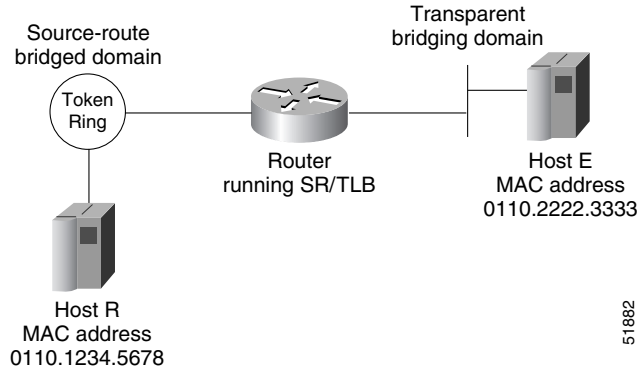 Source-route
bridged domain
Transparent
bridging domain
Token
Ring
Router
running SR/TLB
Host E
MAC address
0110.2222.3333
Host R
MAC address
0110.1234.5678
51882